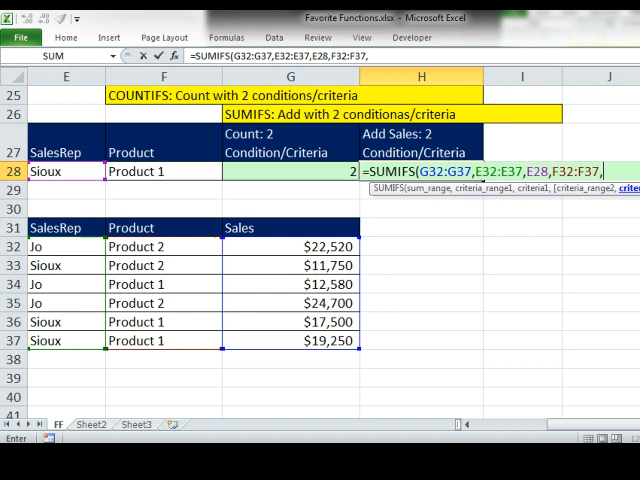 Favorite Functions.xlsx - Microsoft Excel
File Home Insert Page Layout Formulas Data Review View Developer
SUM =SUMIFS(G32:G37,E32:E37,E28,F32:F37,
E F G H I J
25 COUNTIFS: Count with 2 conditions/criteria
26 SUMIFS: Add with 2 conditionas/criteria
Count: 2 Add Sales: 2
27 SalesRep Product Condition/Criteria Condition/Criteria
28 Sioux Product 1 2 =SUMIFS(G32:G37,E32:E37,E28,F32:F37,
29 SUMIFS(sum_range, criteria_range1, criteria1, [criteria_range2, crite
30
31 SalesRep Product Sales
32 Jo Product 2 $22,520
33 Sioux Product 2 $11,750
34 Jo Product 1 $12,580
35 Jo Product 2 $24,700
36 Sioux Product 1 $17,500
37 Sioux Product 1 $19,250
38
39
40
41
FF Sheet2 Sheet3
Enter